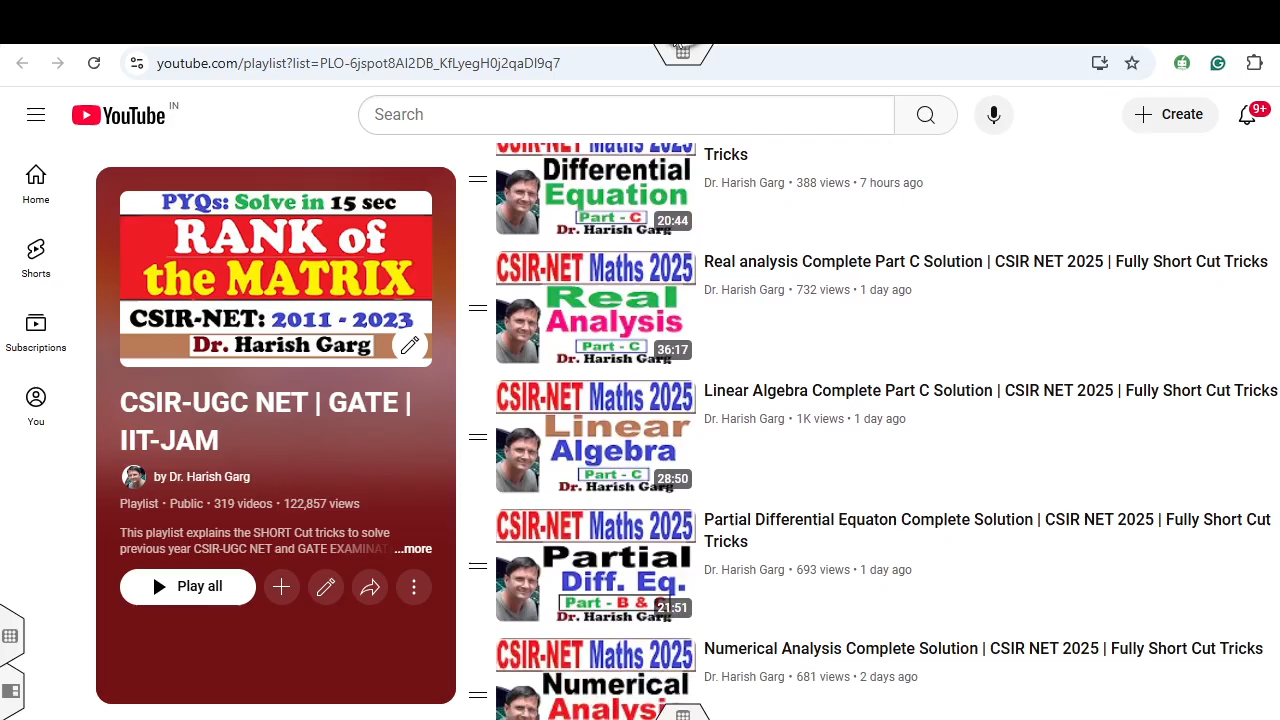 youtube.com/playlist?list=PLO-6jspot8Al2DB_KfLyegH0j2qaDl9q7
YouTube IN
Search
Create
9+
Home
Shorts
Subscriptions
You
PYQs: Solve in 15 sec
RANK of
the MATRIX
CSIR-NET: 2011 - 2023
Dr. Harish Garg
CSIR-UGC NET | GATE |
IIT-JAM
by Dr. Harish Garg
Playlist • Public • 319 videos • 122,857 views
This playlist explains the SHORT Cut tricks to solve
previous year CSIR-UGC NET and GATE EXAMINAT ...more
Play all
CSIR-NET Maths 2025
Differential
Equation
Part - C
Dr. Harish Garg
20:44
Tricks
Dr. Harish Garg • 388 views • 7 hours ago
CSIR-NET Maths 2025
Real
Analysis
Part - C
Dr. Harish Garg
36:17
Real analysis Complete Part C Solution | CSIR NET 2025 | Fully Short Cut Tricks
Dr. Harish Garg • 732 views • 1 day ago
CSIR-NET Maths 2025
Linear
Algebra
Part - C
Dr. Harish Garg
28:50
Linear Algebra Complete Part C Solution | CSIR NET 2025 | Fully Short Cut Tricks
Dr. Harish Garg • 1K views • 1 day ago
CSIR-NET Maths 2025
Partial
Diff. Eq.
Part - B &
Dr. Harish Garg
21:51
Partial Differential Equaton Complete Solution | CSIR NET 2025 | Fully Short Cut
Tricks
Dr. Harish Garg • 693 views • 1 day ago
CSIR-NET Maths 2025
Numerical
Analysis
Numerical Analysis Complete Solution | CSIR NET 2025 | Fully Short Cut Tricks
Dr. Harish Garg • 681 views • 2 days ago